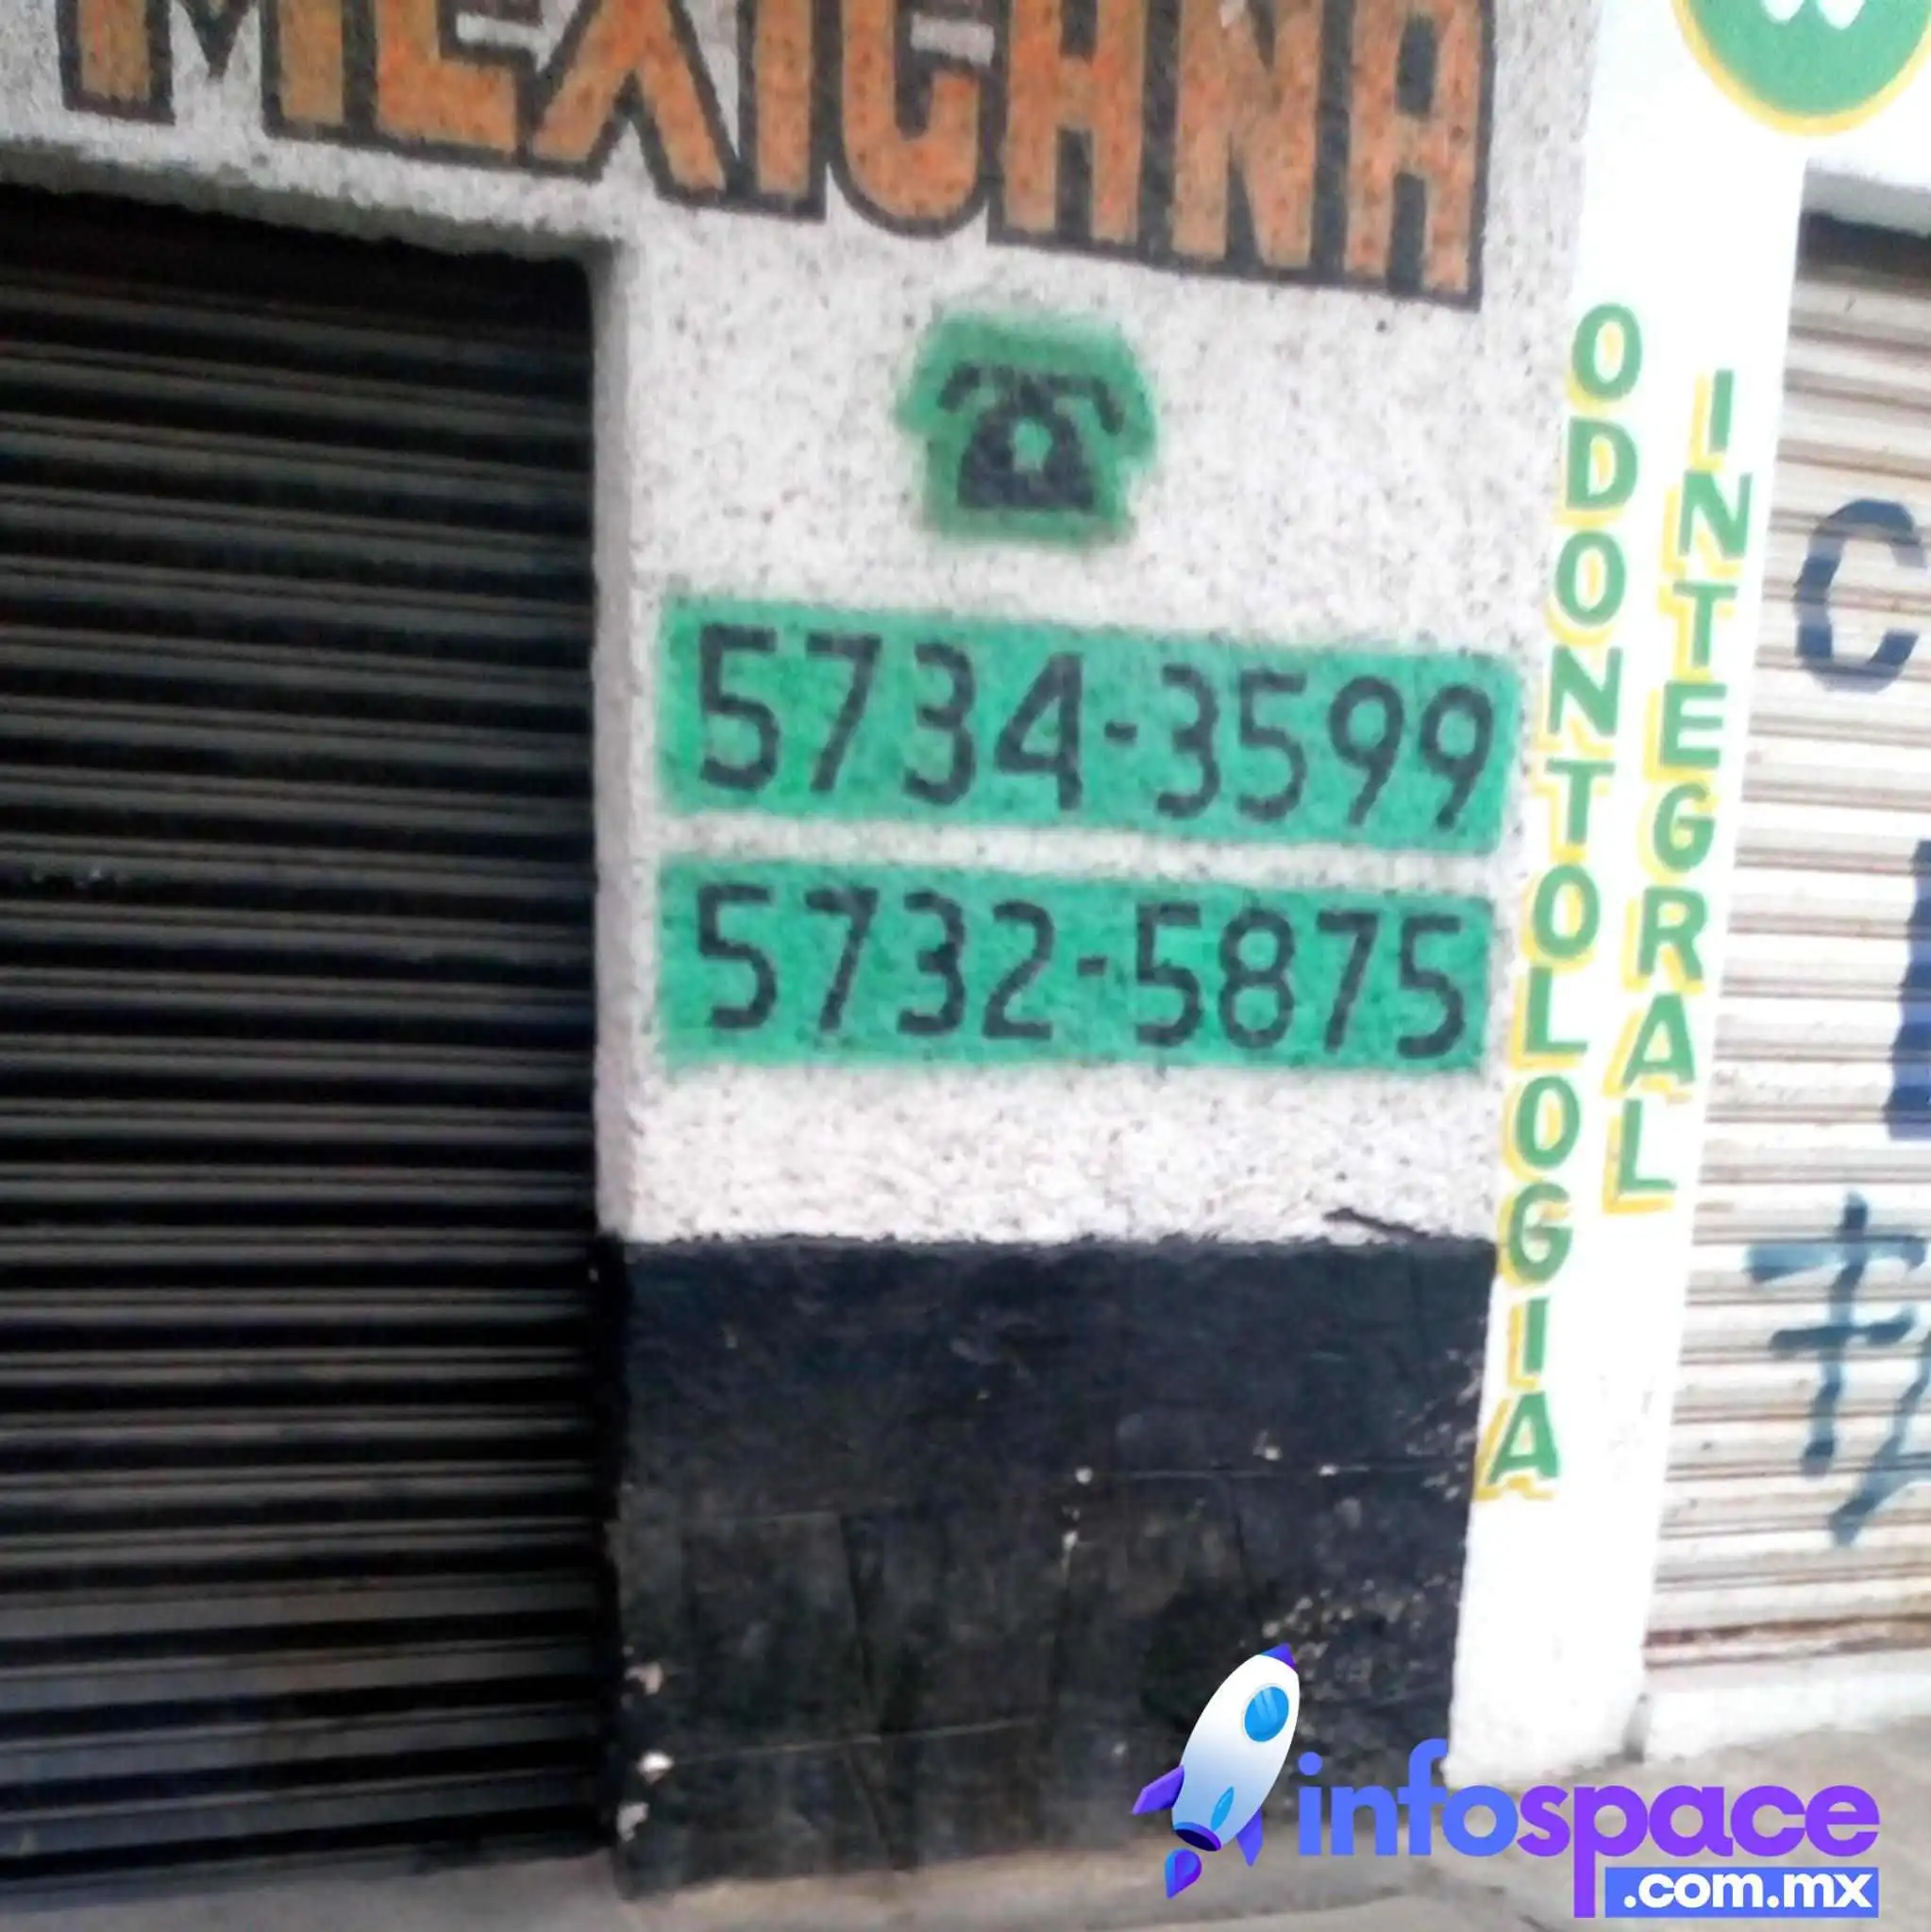 MEXICANA
5734-3599
5732-5875
ODONTOLOGIA
INTEGRAL
C
infospace
.com.mx